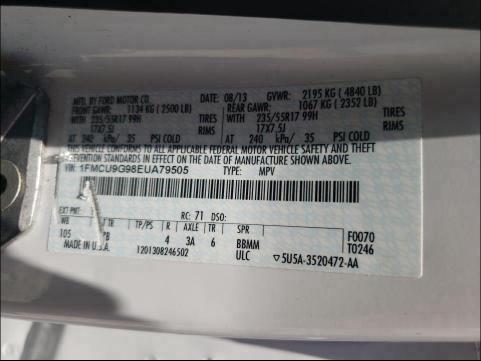 MFD. BY FORD MOTOR CO. DATE: 08/13 GVWR: 2195 KG ( 4840 LB)
FRONT GAWR: 1134 KG ( 2500 LB) REAR GAWR: 1067 KG ( 2352 LB)
WITH 235/55R17 99H TIRES WITH 235/55R17 99H TIRES
17X7.5J RIMS 17X7.5J RIMS
AT 240 kPa/ 35 PSI COLD AT 240 kPa/ 35 PSI COLD
THIS VEHICLE CONFORMS TO ALL APPLICABLE FEDERAL MOTOR VEHICLE SAFETY AND THEFT PREVENTION STANDARDS IN EFFECT ON THE DATE OF MANUFACTURE SHOWN ABOVE.
VIN: 1FMCU9G98EUA79505 TYPE: MPV
EXT PNT: RC: 71 DSO:
WB TP/PS R AXLE TR SPR
105 B 4 3A 6 BBMM F0070
MADE IN U.S.A. ULC T0246
1201308246502 ▽5U5A-3520472-AA